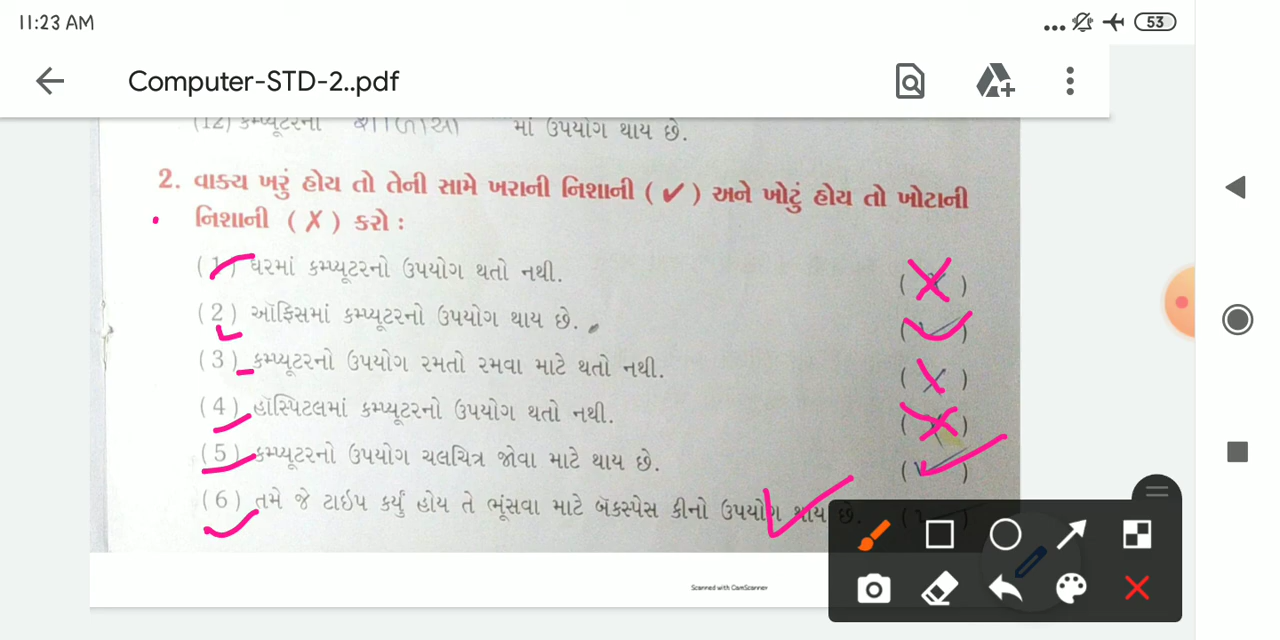 11:23 AM
53
Computer-STD-2..pdf
(12) કમ્પ્યૂટરનો શાળાઓ માં ઉપયોગ થાય છે.
2. વાક્ય ખરું હોય તો તેની સામે ખરાની નિશાની ( ✓ ) અને ખોટું હોય તો ખોટાની
નિશાની ( ✗ ) કરો :
(1) ઘરમાં કમ્પ્યૂટરનો ઉપયોગ થતો નથી. ( ✗ )
(2) ઑફિસમાં કમ્પ્યૂટરનો ઉપયોગ થાય છે. ( ✓ )
(3) કમ્પ્યૂટરનો ઉપયોગ રમતો રમવા માટે થતો નથી. ( ✗ )
(4) હૉસ્પિટલમાં કમ્પ્યૂટરનો ઉપયોગ થતો નથી. ( ✗ )
(5) કમ્પ્યૂટરનો ઉપયોગ ચલચિત્ર જોવા માટે થાય છે. ( ✓ )
(6) તમે જે ટાઇપ કર્યું હોય તે ભૂંસવા માટે બૅકસ્પેસ કીનો ઉપયોગ થાય છે. ( ✓ )
Scanned with CamScanner